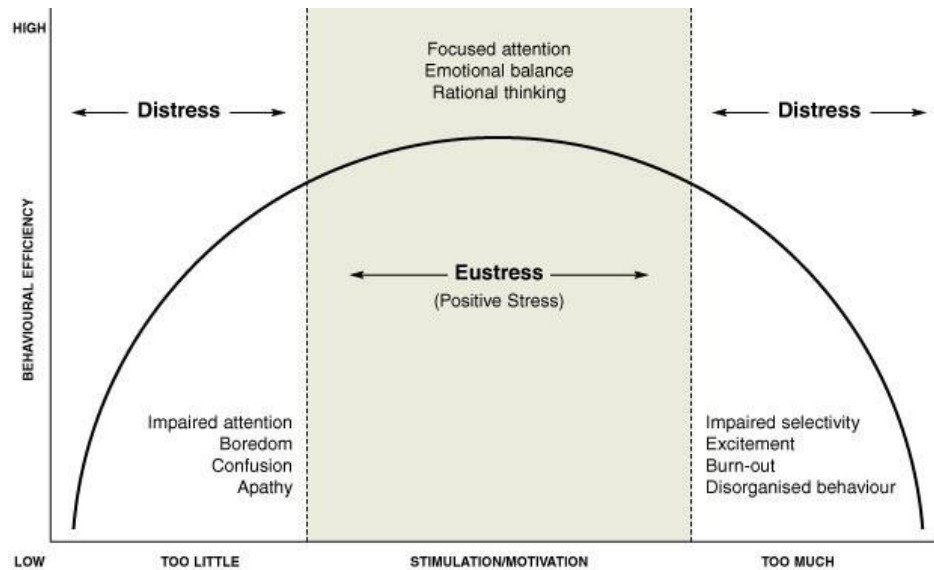 HIGH
Focused attention
Emotional balance
Rational thinking
Distress
Distress
Eustress
(Positive Stress)
BEHAVIOURAL EFFICIENCY
Impaired attention
Boredom
Confusion
Apathy
Impaired selectivity
Excitement
Burn-out
Disorganised behaviour
LOW
TOO LITTLE
STIMULATION/MOTIVATION
TOO MUCH